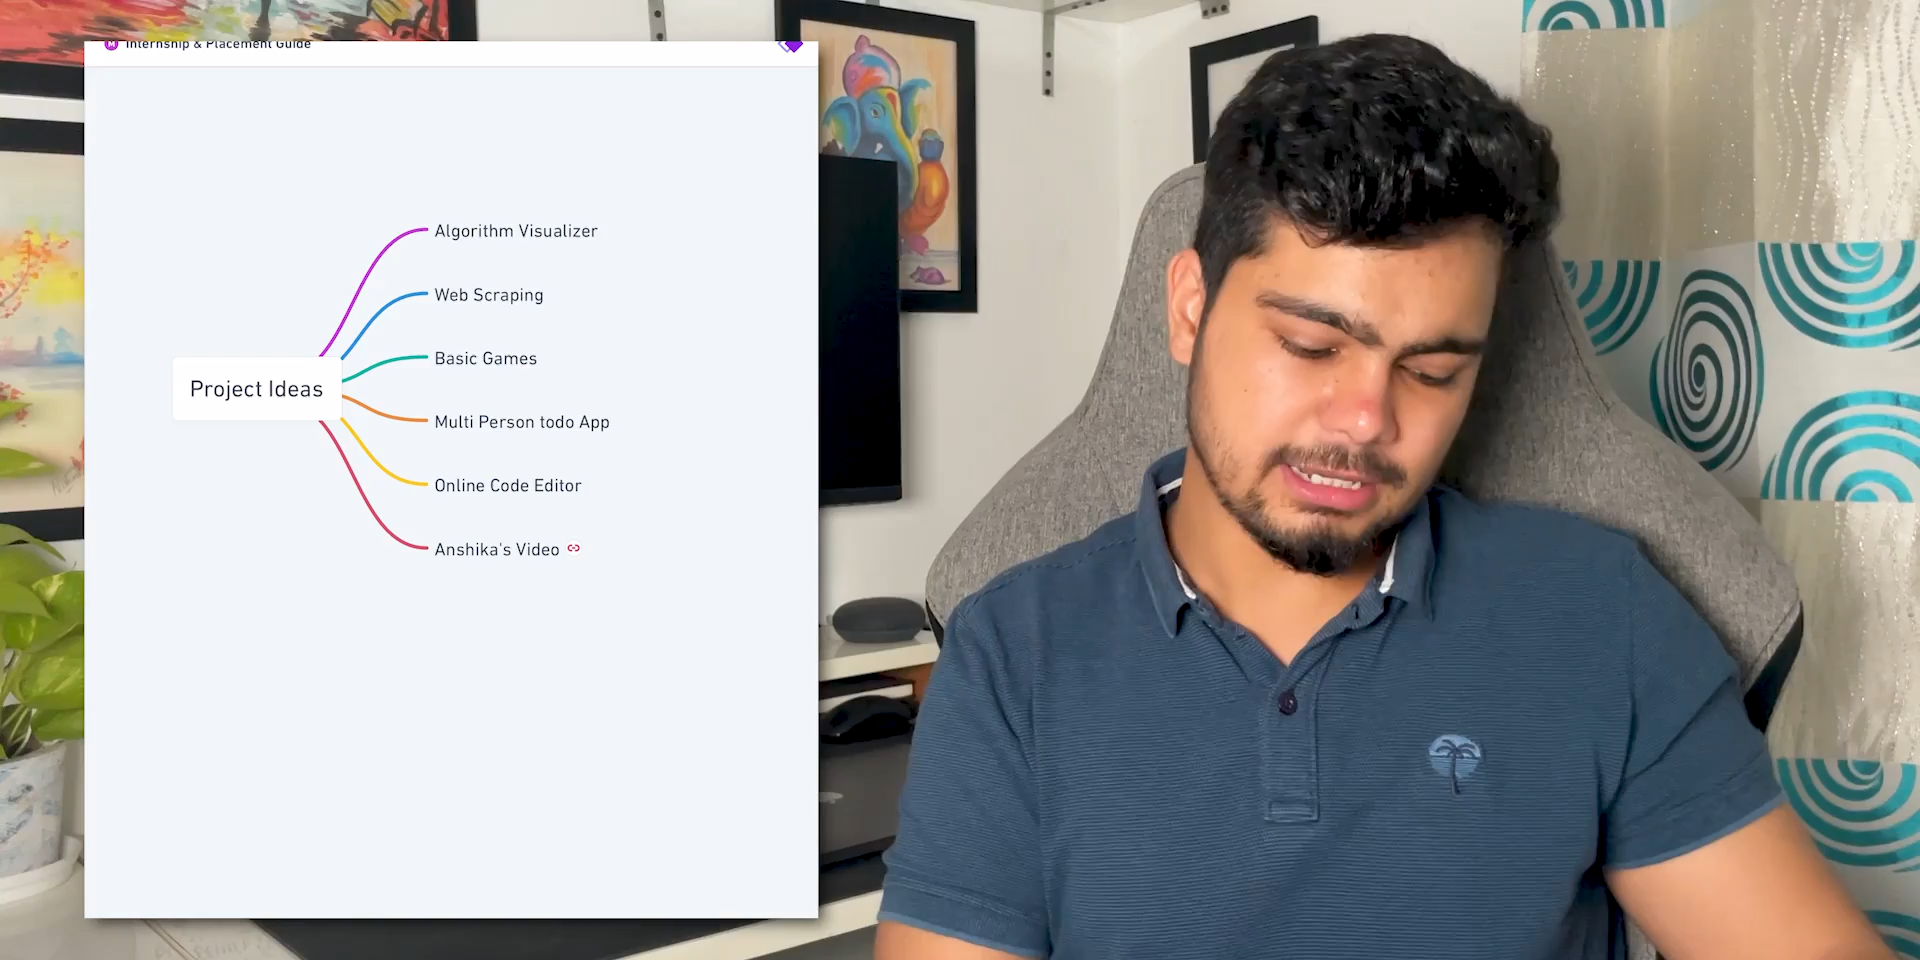 Internship & Placement Guide
Project Ideas
Algorithm Visualizer
Web Scraping
Basic Games
Multi Person todo App
Online Code Editor
Anshika's Video